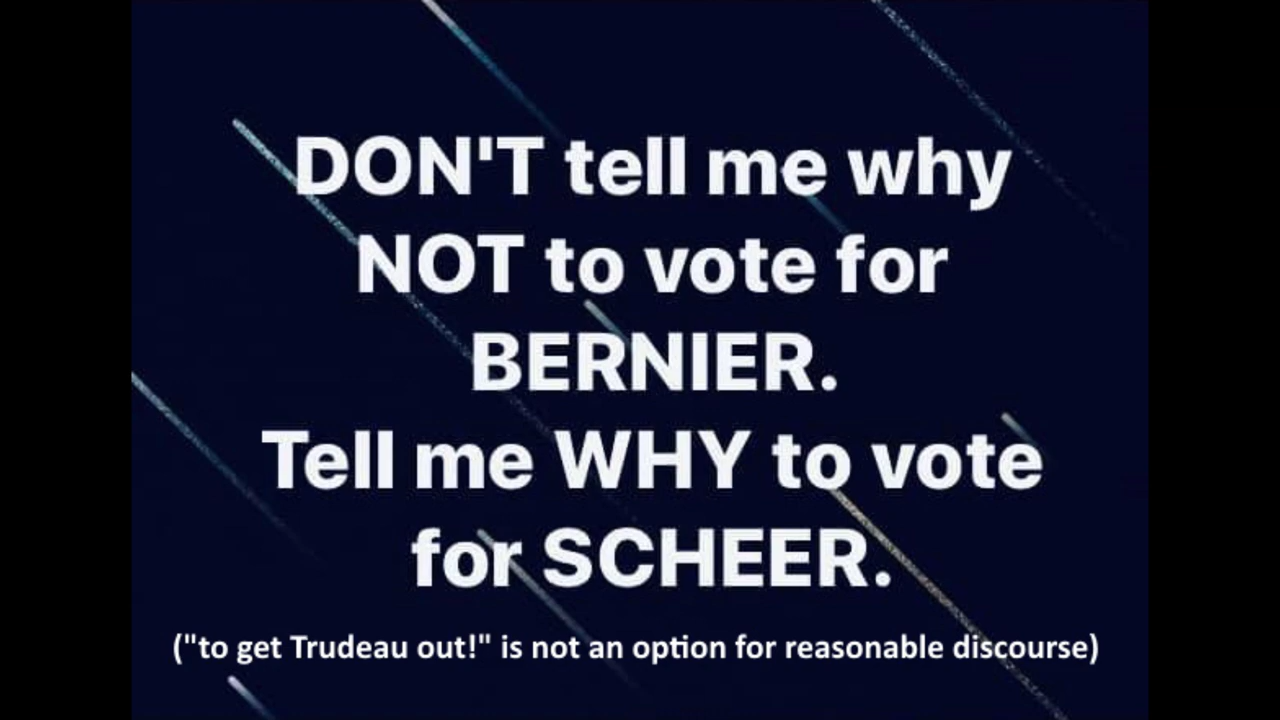 DON'T tell me why
NOT to vote for
BERNIER.
Tell me WHY to vote
for SCHEER.
("to get Trudeau out!" is not an option for reasonable discourse)